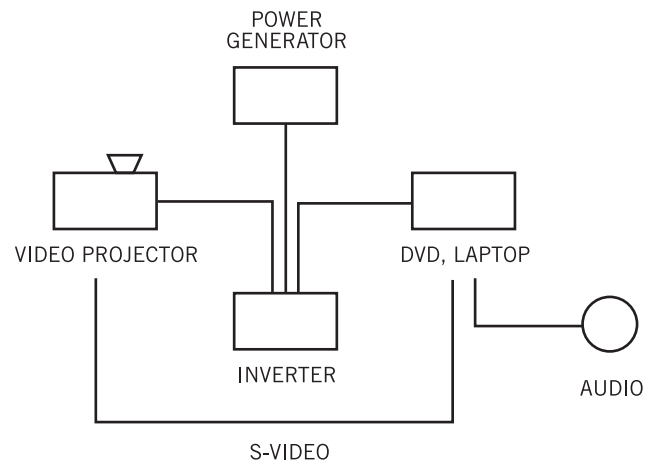 POWER
GENERATOR
VIDEO PROJECTOR
DVD, LAPTOP
INVERTER
AUDIO
S-VIDEO